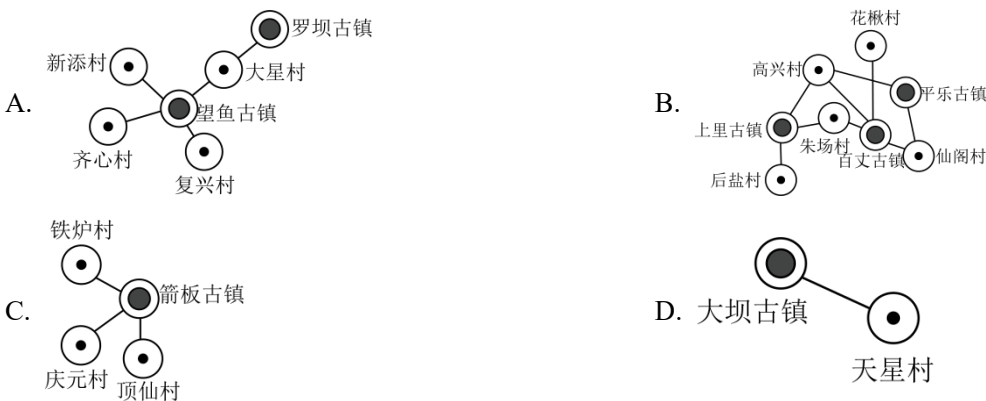 A.
新添村
罗坝古镇
大星村
望鱼古镇
齐心村
复兴村
B.
花楸村
高兴村
平乐古镇
上里古镇
朱场村
百丈古镇
仙阁村
后盐村
C.
铁炉村
箭板古镇
庆元村
顶仙村
D.
大坝古镇
天星村